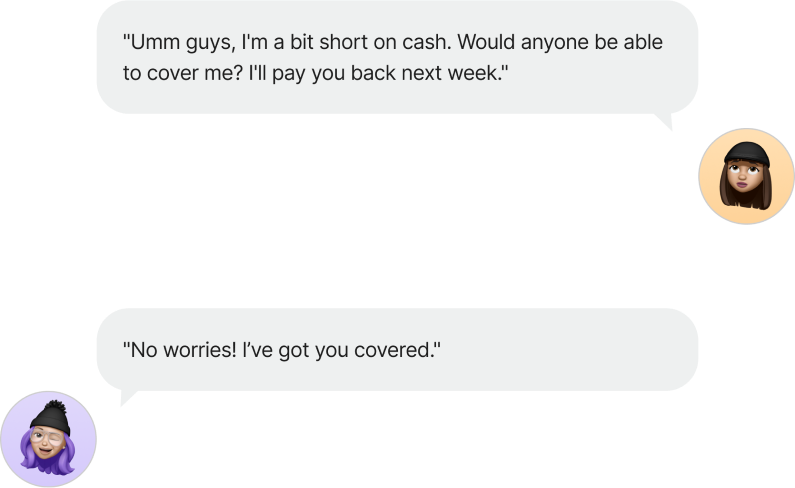 "Umm guys, I'm a bit short on cash. Would anyone be able
to cover me? I'll pay you back next week."
"No worries! I’ve got you covered."